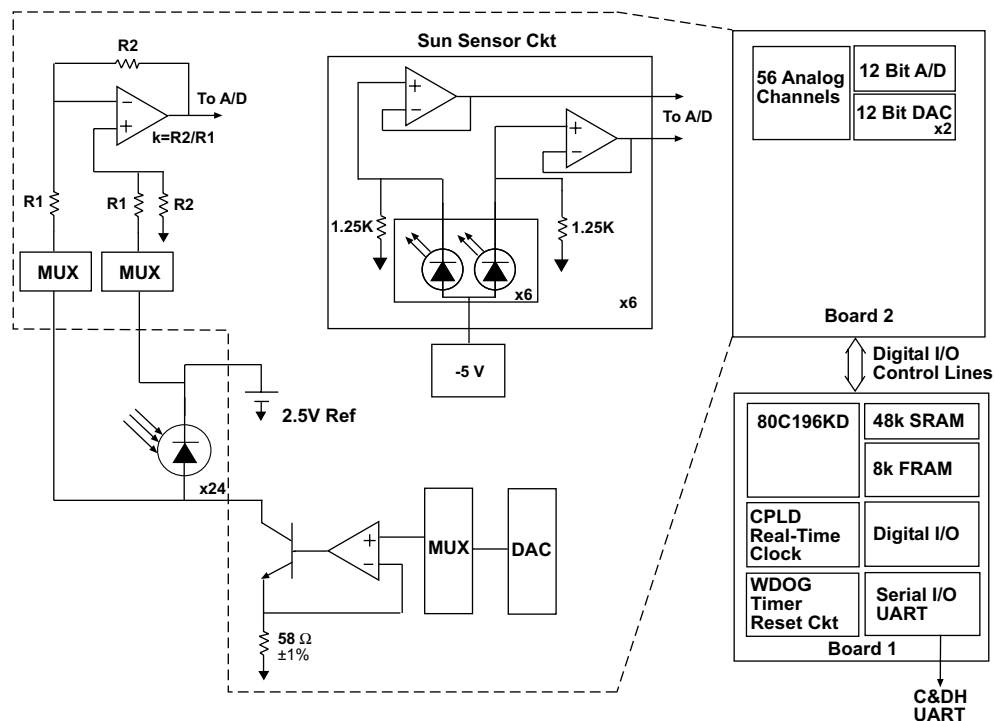 R2
To A/D
k=R2/R1
−
+
R1
R1
R2
MUX
MUX
2.5V Ref
x24
Sun Sensor Ckt
+
−
+
−
To A/D
1.25K
1.25K
x6
x6
-5 V
+
−
MUX
DAC
58 Ω
±1%
56 Analog
Channels
12 Bit A/D
12 Bit DAC
x2
Board 2
Digital I/O
Control Lines
80C196KD
48k SRAM
8k FRAM
CPLD
Real-Time
Clock
Digital I/O
WDOG
Timer
Reset Ckt
Serial I/O
UART
Board 1
C&DH
UART